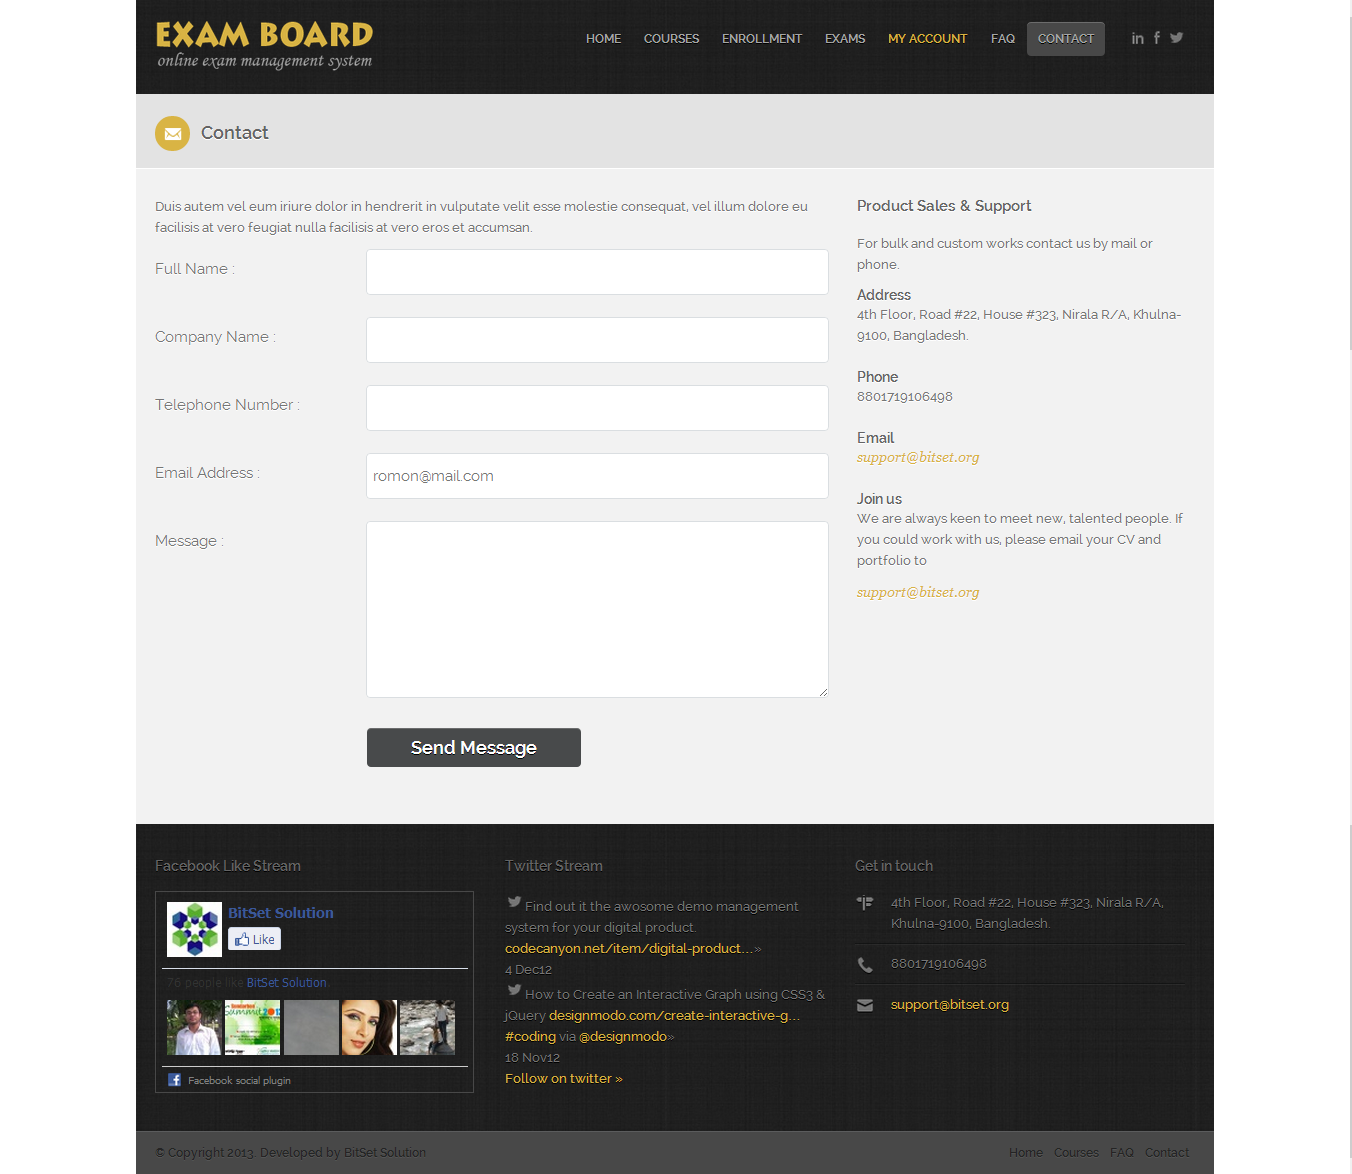 EXAM BOARD
online exam management system
HOME COURSES ENROLLMENT EXAMS MY ACCOUNT FAQ CONTACT
Contact
Duis autem vel eum iriure dolor in hendrerit in vulputate velit esse molestie consequat, vel illum dolore eu
facilisis at vero feugiat nulla facilisis at vero eros et accumsan.
Full Name :
Company Name :
Telephone Number :
Email Address :
romon@mail.com
Message :
Send Message
Product Sales & Support
For bulk and custom works contact us by mail or
phone.
Address
4th Floor, Road #22, House #323, Nirala R/A, Khulna-
9100, Bangladesh.
Phone
8801719106498
Email
support@bitset.org
Join us
We are always keen to meet new, talented people. If
you could work with us, please email your CV and
portfolio to
support@bitset.org
Facebook Like Stream
BitSet Solution
Like
76 people like BitSet Solution.
Facebook social plugin
Twitter Stream
Find out it the awosome demo management
system for your digital product.
codecanyon.net/item/digital-product…»
4 Dec12
How to Create an Interactive Graph using CSS3 &
jQuery designmodo.com/create-interactive-g…
#coding via @designmodo»
18 Nov12
Follow on twitter »
Get in touch
4th Floor, Road #22, House #323, Nirala R/A,
Khulna-9100, Bangladesh.
8801719106498
support@bitset.org
© Copyright 2013. Developed by BitSet Solution
Home Courses FAQ Contact